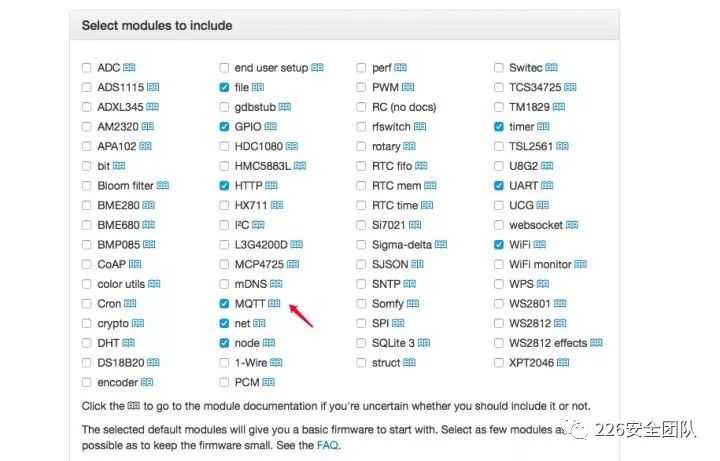 Select modules to include
ADC end user setup perf Switec
ADS1115 file PWM TCS34725
ADXL345 gdbstub RC (no docs) TM1829
AM2320 GPIO rfswitch timer
APA102 HDC1080 rotary TSL2561
bit HMC5883L RTC fifo U8G2
Bloom filter HTTP RTC mem UART
BME280 HX711 RTC time UCG
BME680 I²C Si7021 websocket
BMP085 L3G4200D Sigma-delta WiFi
CoAP MCP4725 SJSON WiFi monitor
color utils mDNS SNTP WPS
Cron MQTT Somfy WS2801
crypto net SPI WS2812
DHT node SQLite 3 WS2812 effects
DS18B20 1-Wire struct XPT2046
encoder PCM
Click the to go to the module documentation if you're uncertain whether you should include it or not.
The selected default modules will give you a basic firmware to start with. Select as few modules as
possible as to keep the firmware small. See the FAQ.
226安全团队